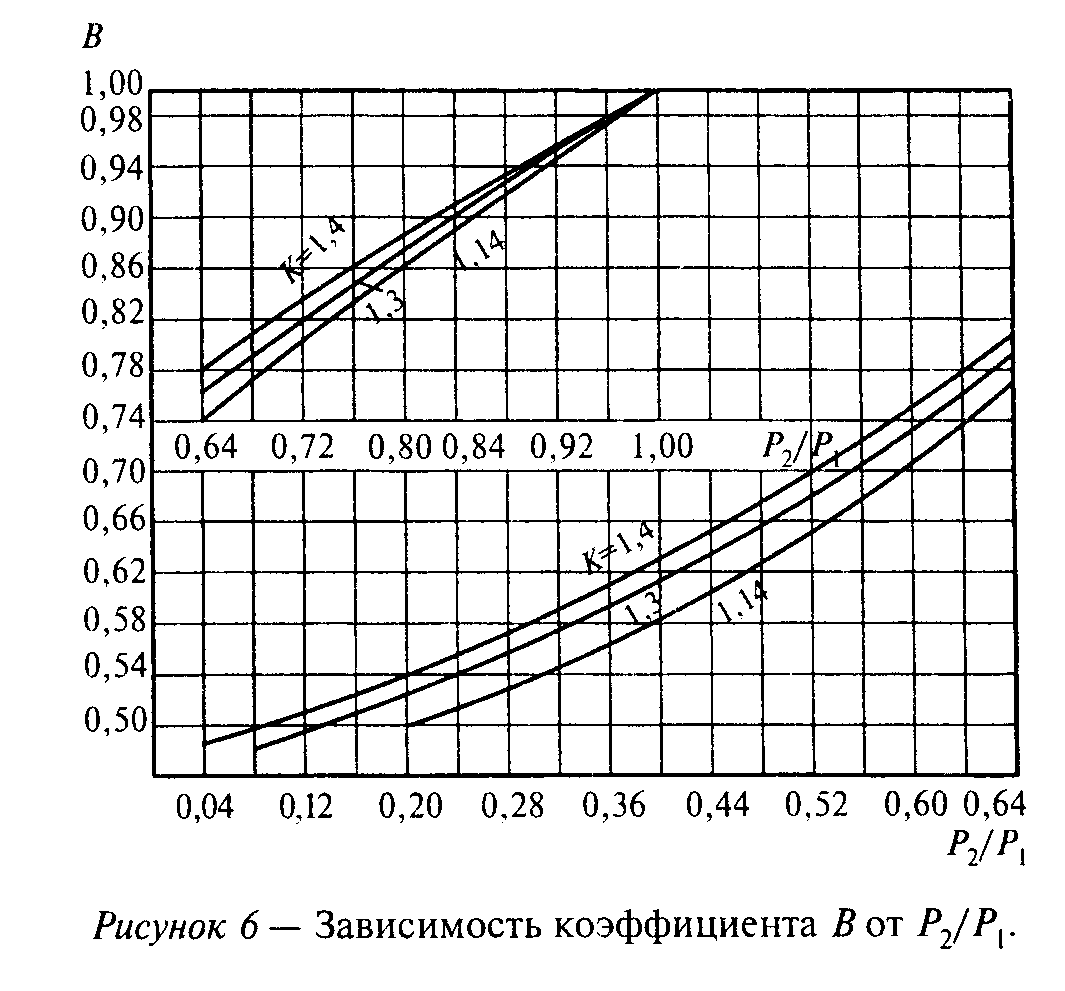 B
1,00
0,98
0,94
0,90
K=1,4
1,14
0,86
1,3
0,82
0,78
0,74
0,64 0,72 0,80 0,84 0,92 1,00 P₂/P₁
0,70
0,66
K=1,4
0,62
1,3 1,14
0,58
0,54
0,50
0,04 0,12 0,20 0,28 0,36 0,44 0,52 0,60 0,64
P₂/P₁
Рисунок 6 — Зависимость коэффициента B от P₂/P₁.